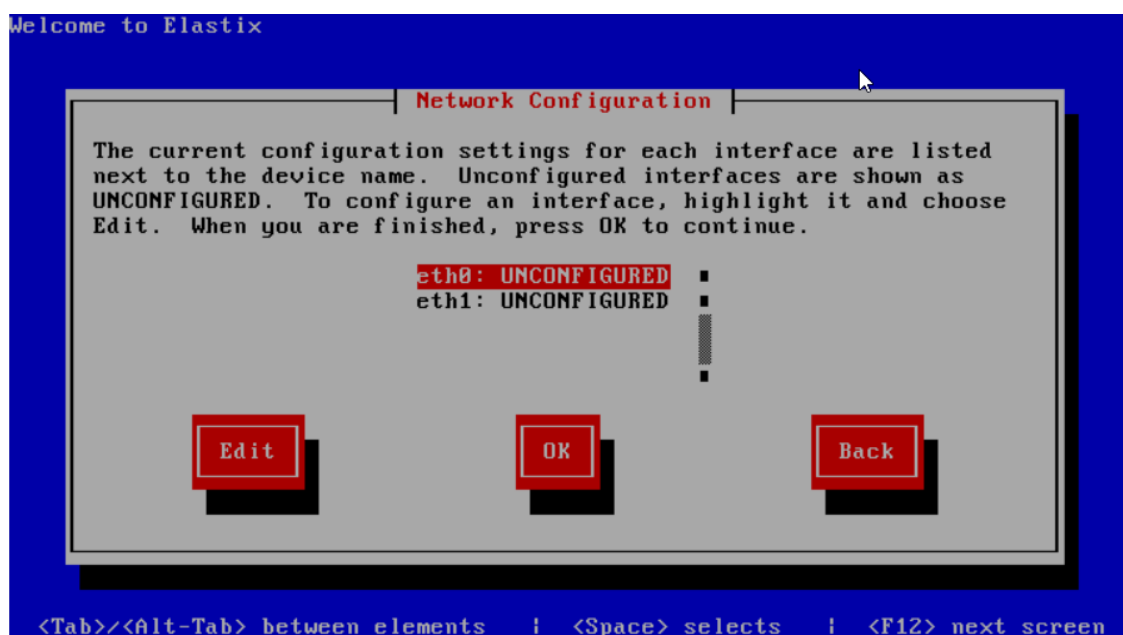 Welcome to Elastix
Network Configuration
The current configuration settings for each interface are listed
next to the device name.  Unconfigured interfaces are shown as
UNCONFIGURED.  To configure an interface, highlight it and choose
Edit.  When you are finished, press OK to continue.
eth0: UNCONFIGURED
eth1: UNCONFIGURED
Edit OK Back
<Tab>/<Alt-Tab> between elements | <Space> selects | <F12> next screen